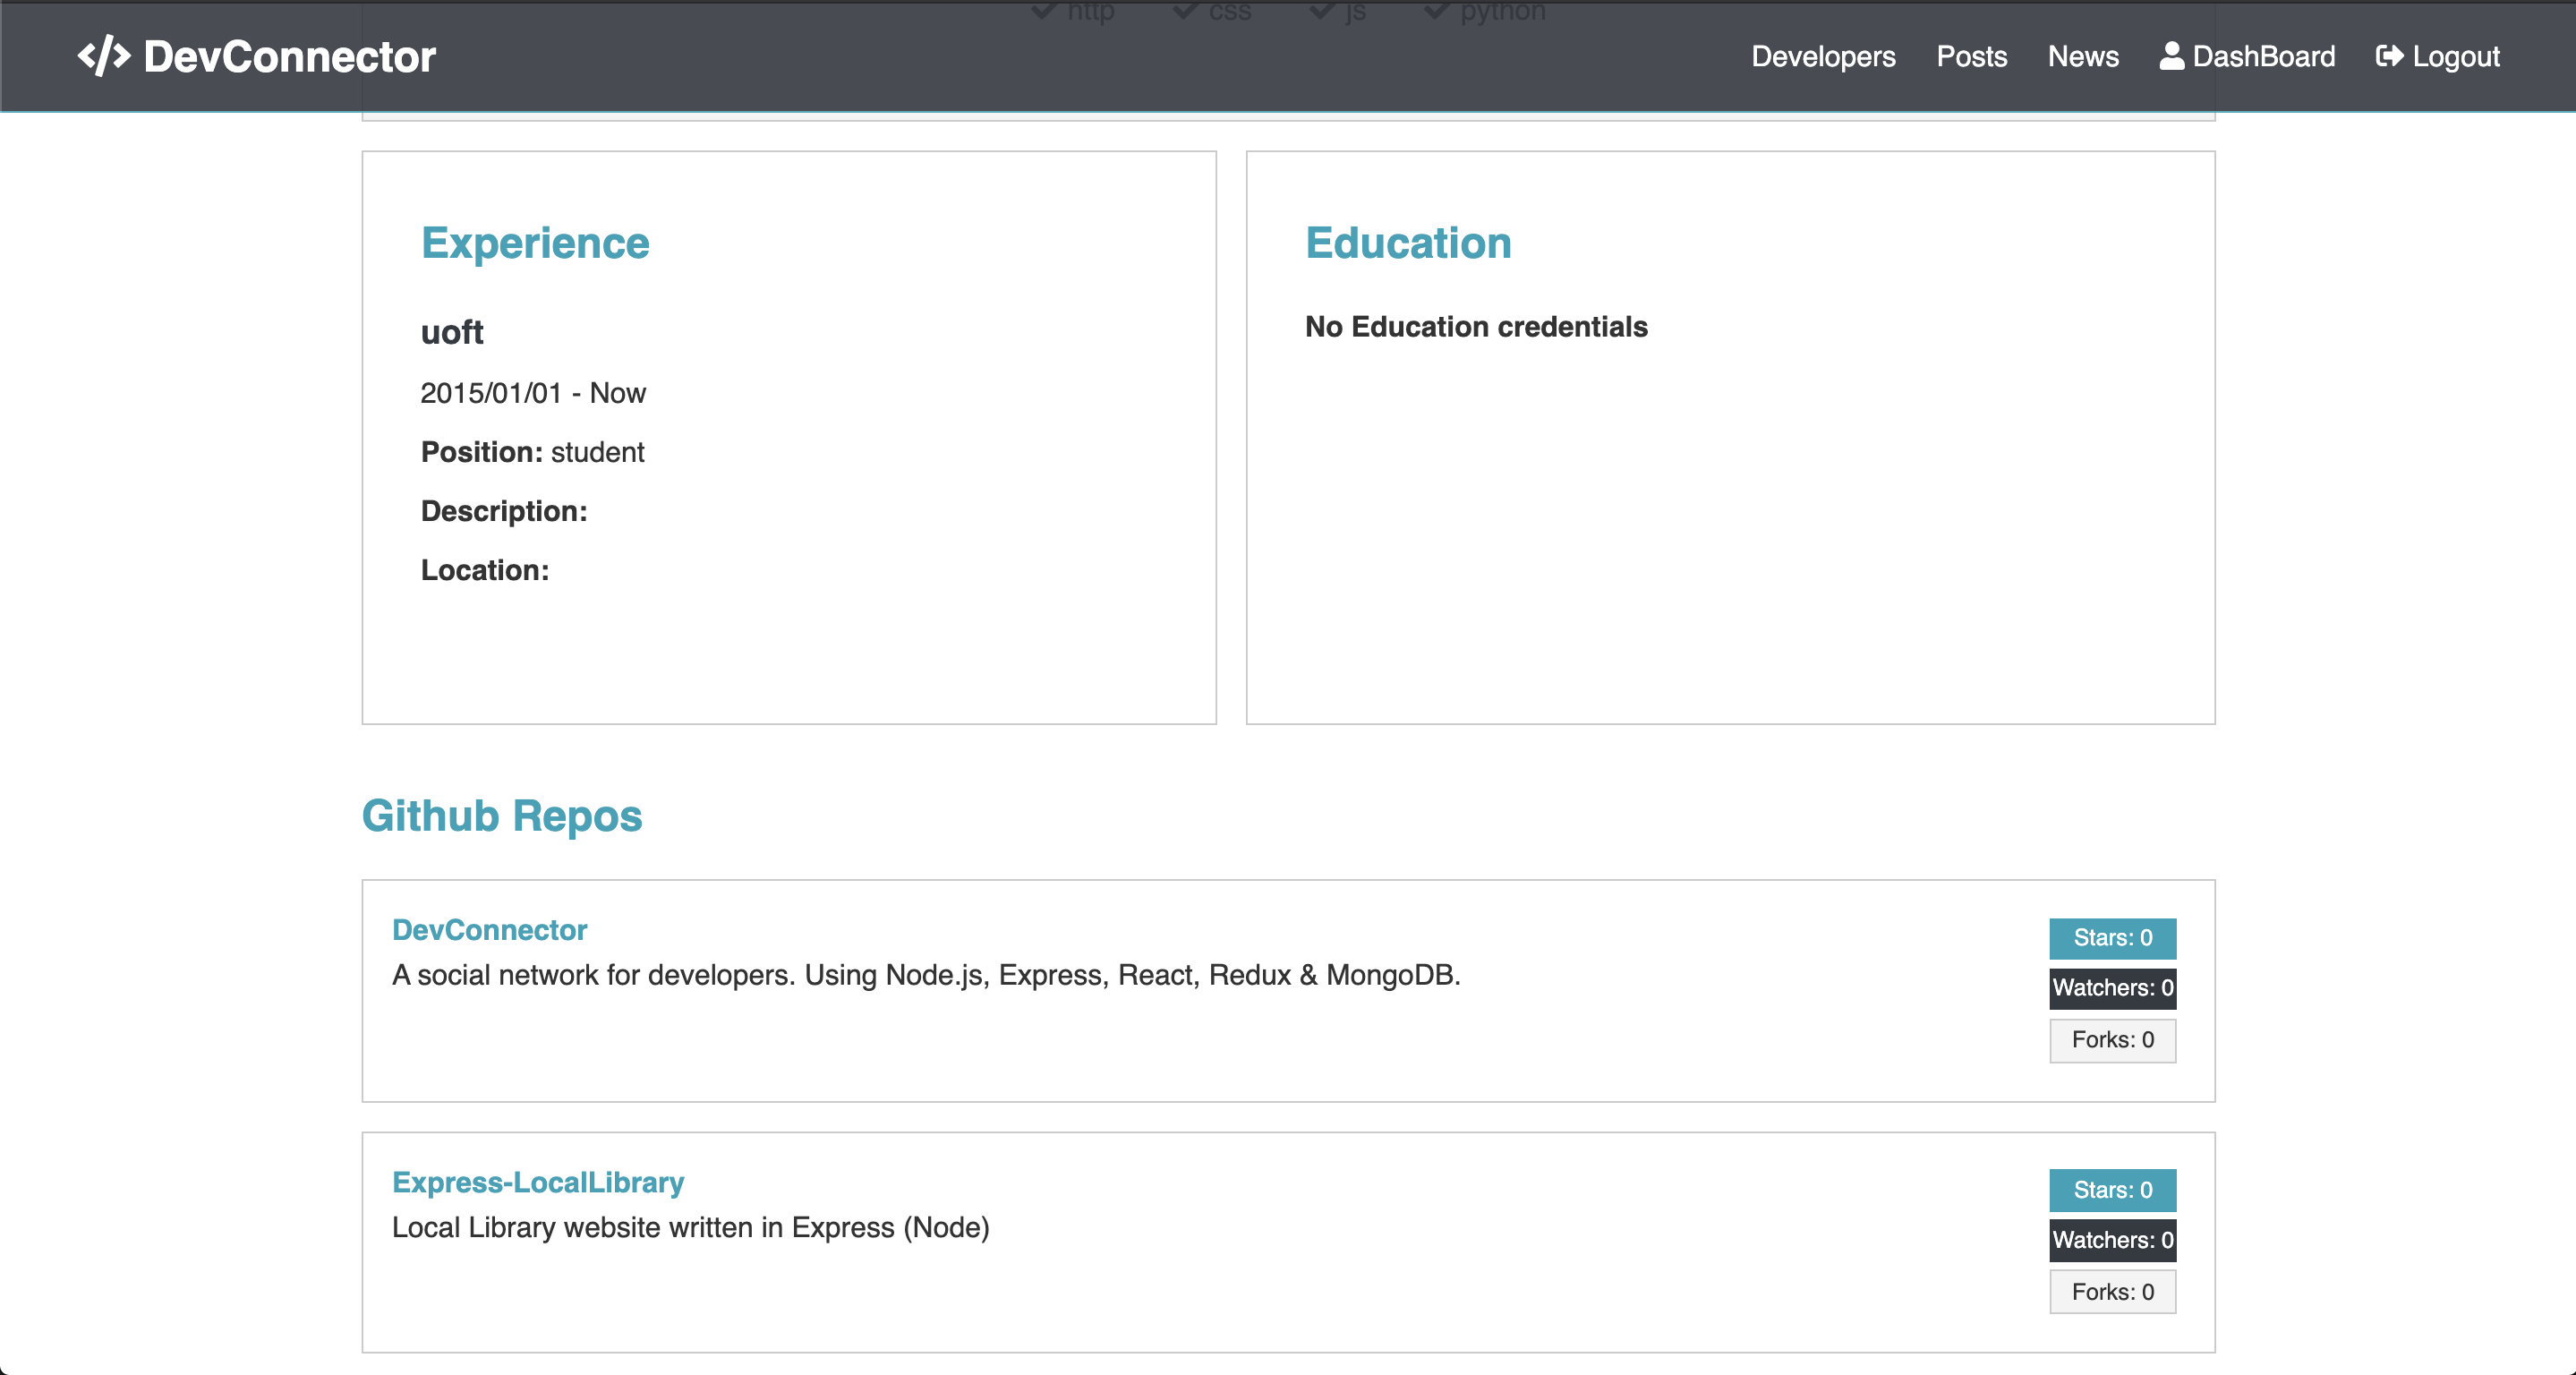 http css js python
</> DevConnector Developers Posts News DashBoard Logout
Experience
uoft
2015/01/01 - Now
Position: student
Description:
Location:
Education
No Education credentials
Github Repos
DevConnector
A social network for developers. Using Node.js, Express, React, Redux & MongoDB.
Stars: 0
Watchers: 0
Forks: 0
Express-LocalLibrary
Local Library website written in Express (Node)
Stars: 0
Watchers: 0
Forks: 0